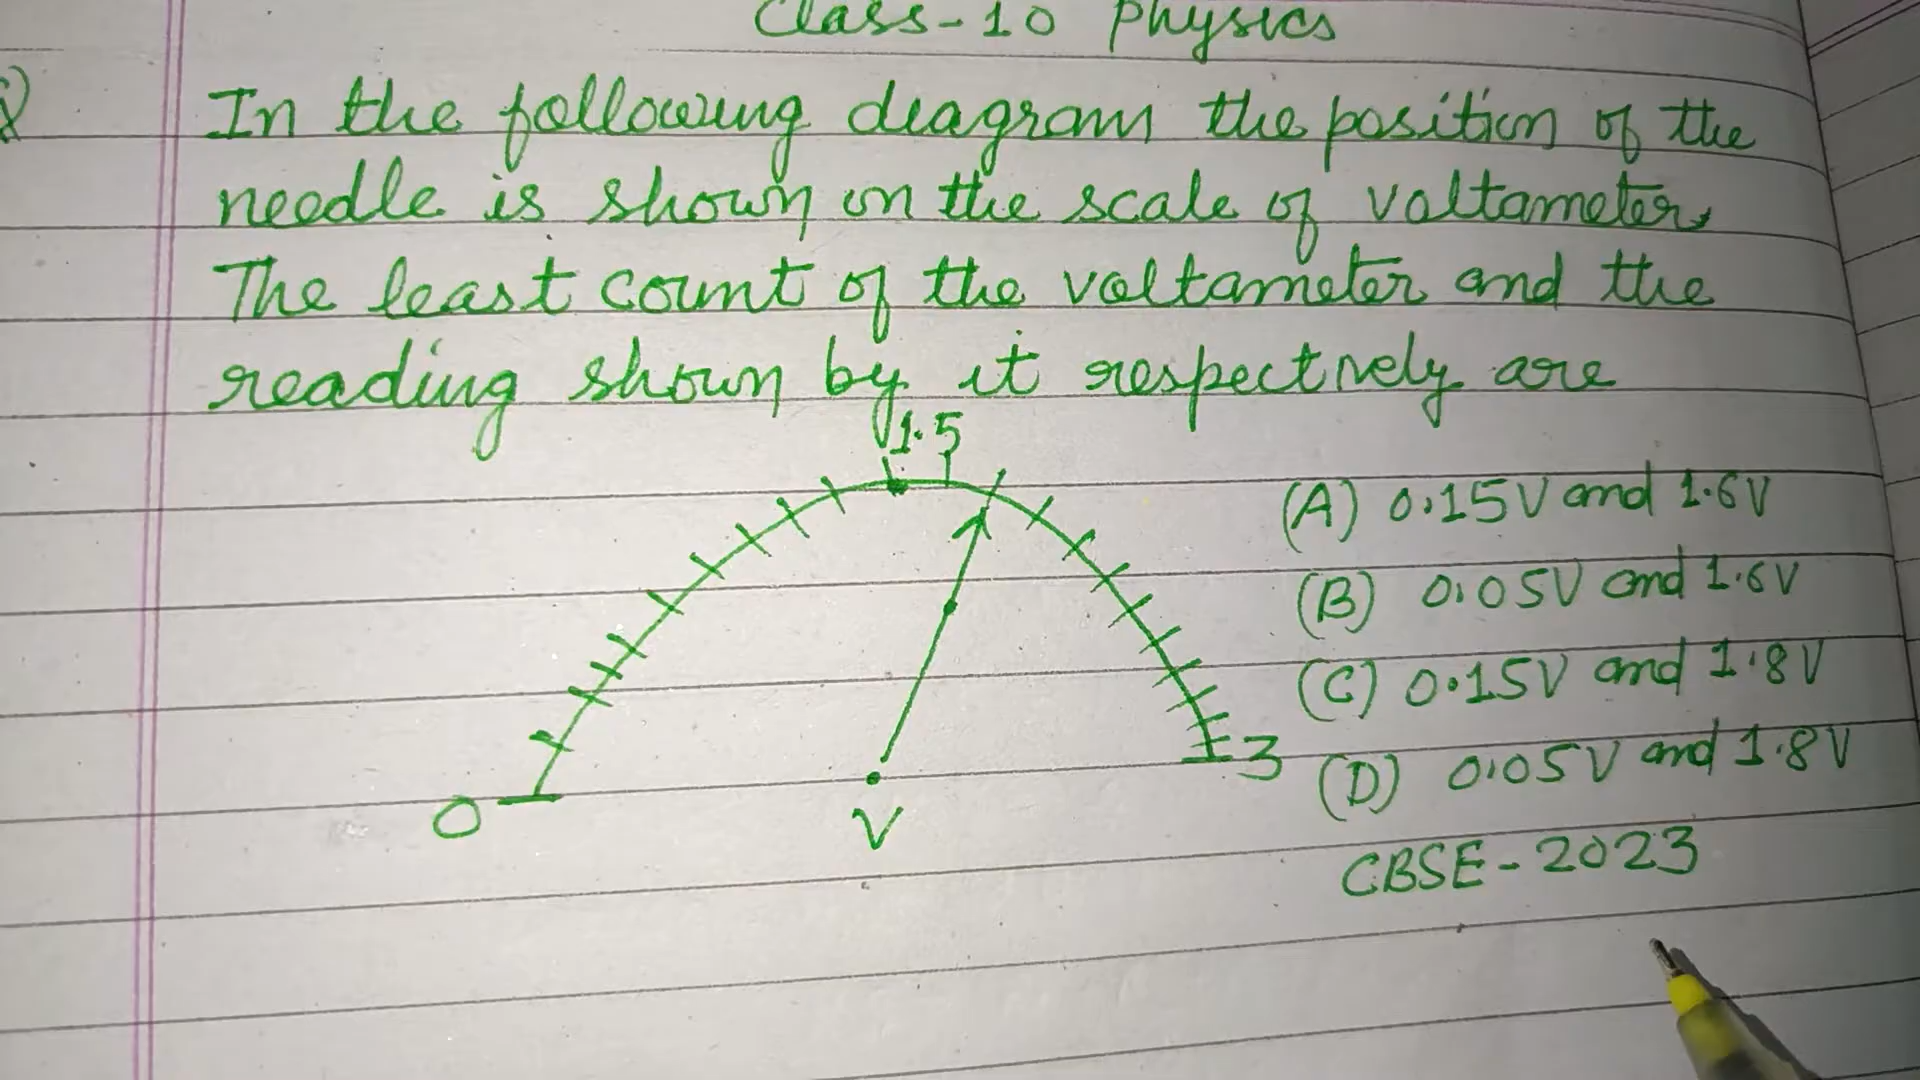 Class-10 Physics
Q) In the following diagram the position of the
needle is shown on the scale of voltameter,
The least count of the voltameter and the
reading shown by it respectively are
1.5
0
V
3
(A) 0.15V and 1.6V
(B) 0.05V and 1.6V
(C) 0.15V and 1.8V
(D) 0.05V and 1.8V
CBSE-2023